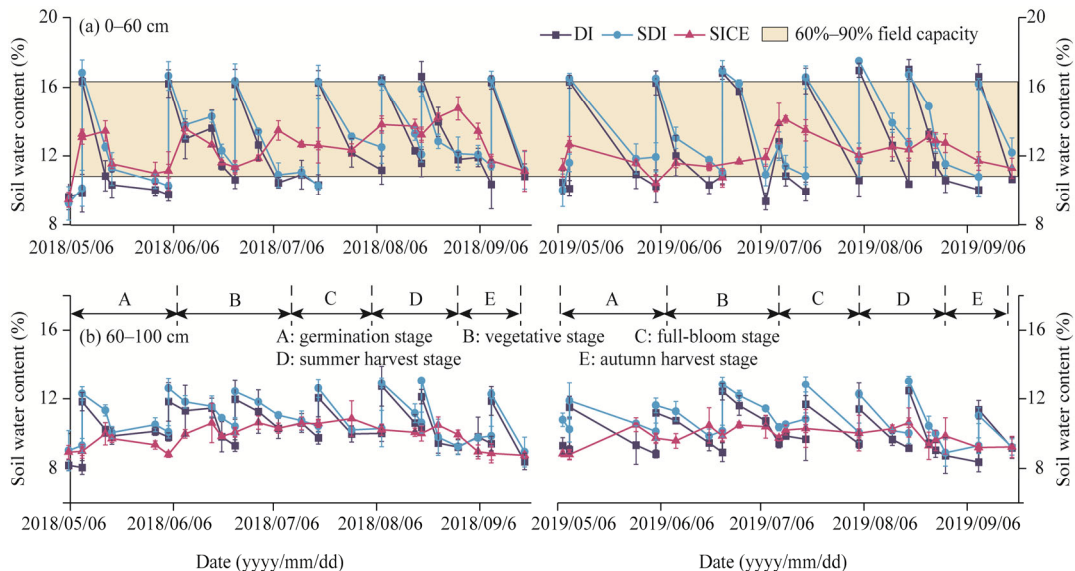 20
16
12
8
Soil water content (%)
(a) 0–60 cm
DI SDI SICE 60%–90% field capacity
20
16
12
8
Soil water content (%)
2018/05/06 2018/06/06 2018/07/06 2018/08/06 2018/09/06 2019/05/06 2019/06/06 2019/07/06 2019/08/06 2019/09/06
A B C D E A B C D E
16
12
8
Soil water content (%)
(b) 60–100 cm
A: germination stage B: vegetative stage C: full-bloom stage
D: summer harvest stage E: autumn harvest stage
16
12
8
Soil water content (%)
2018/05/06 2018/06/06 2018/07/06 2018/08/06 2018/09/6 2019/05/06 2019/06/06 2019/07/06 2019/08/06 2019/09/06
Date (yyyy/mm/dd) Date (yyyy/mm/dd)